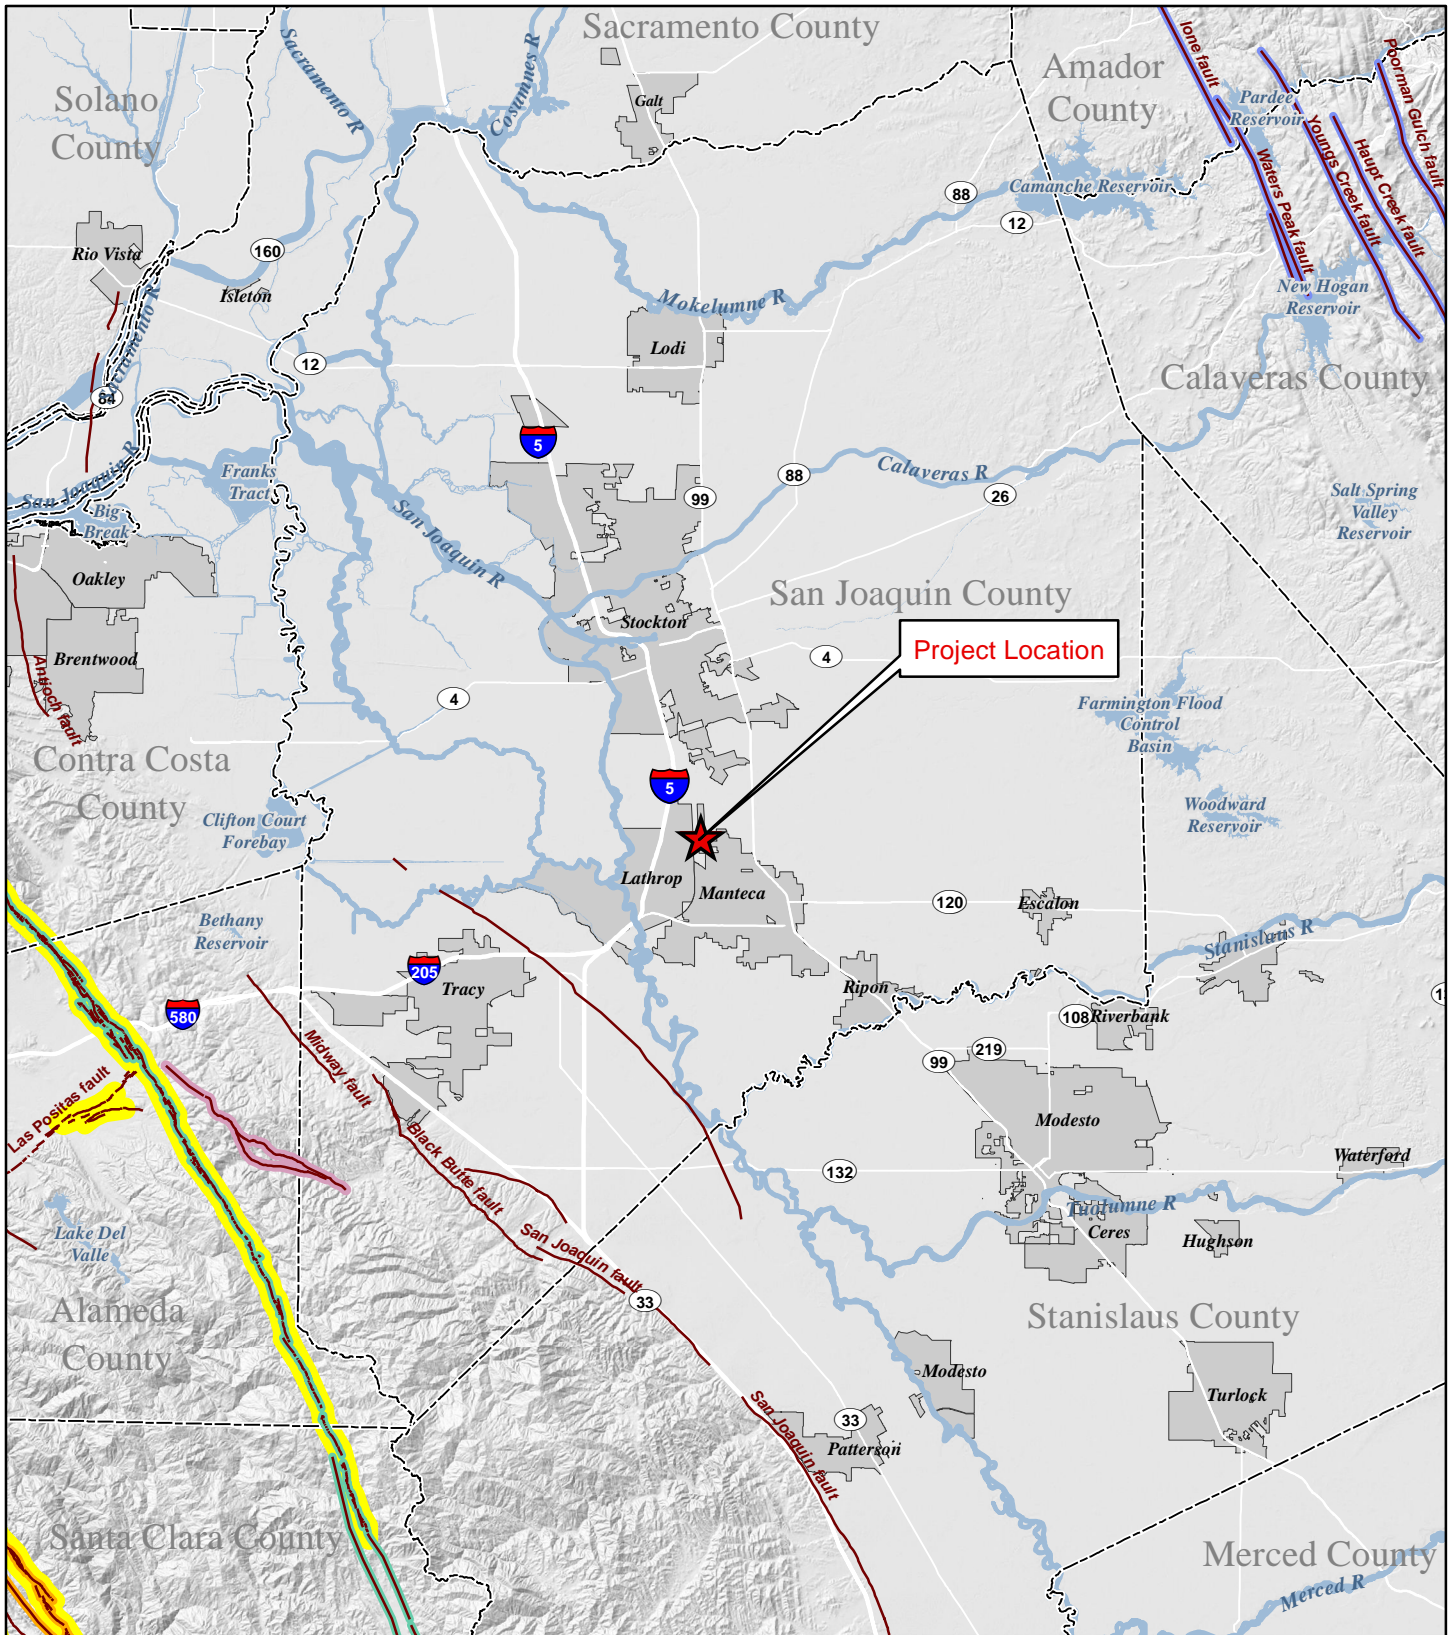 Sacramento County
Sacramento R
Cosumnes R
Ione fault
Poorman Gulch fault
Amador
County
Solano
County
Galt
Pardee
Reservoir
Youngs Creek fault
Haupt Creek fault
Waters Peak fault
Camanche Reservoir
88
12
160
Rio Vista
Isleton
Sacramento R
Mokelumne R
New Hogan
Reservoir
Lodi
12
84
Calaveras County
5
Franks
Tract
San Joaquin R
Big
Break
San Joaquin R
99
88
Calaveras R
26
Salt Spring
Valley
Reservoir
Oakley
San Joaquin County
Stockton
Project Location
Brentwood
Antioch fault
4
4
Farmington Flood
Control
Basin
Contra Costa
County
5
Clifton Court
Forebay
Woodward
Reservoir
Lathrop
Manteca
120
Escalon
Bethany
Reservoir
Stanislaus R
205
Tracy
Ripon
580
108
Riverbank
Midway fault
219
99
Las Positas fault
Modesto
Black Butte fault
132
Waterford
Tuolumne R
Lake Del
Valle
San Joaquin fault
Ceres
Hughson
33
Alameda
County
Stanislaus County
Modesto
Turlock
San Joaquin fault
33
Patterson
Santa Clara County
Merced County
Merced R